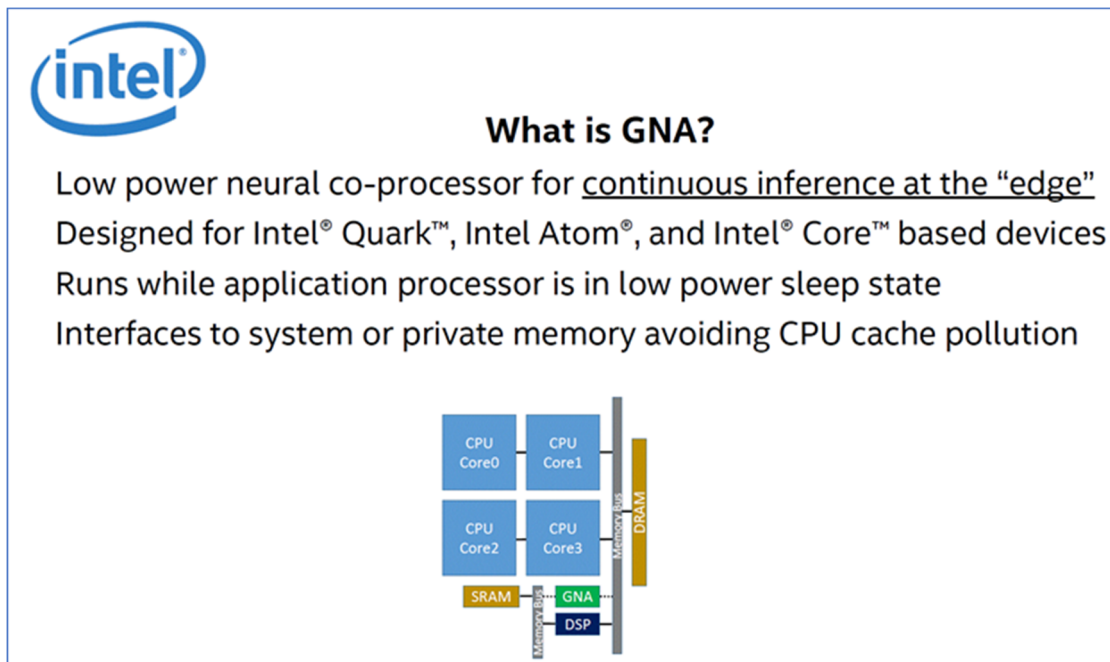 intel®
What is GNA?
Low power neural co-processor for continuous inference at the “edge”
Designed for Intel® Quark™, Intel Atom®, and Intel® Core™ based devices
Runs while application processor is in low power sleep state
Interfaces to system or private memory avoiding CPU cache pollution
CPU
Core0
CPU
Core1
CPU
Core2
CPU
Core3
Memory Bus
DRAM
SRAM
Memory Bus
GNA
DSP